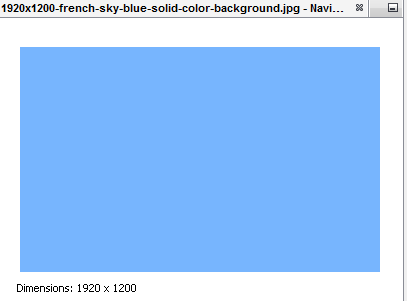 1920x1200-french-sky-blue-solid-color-background.jpg - Navi...
Dimensions: 1920 x 1200